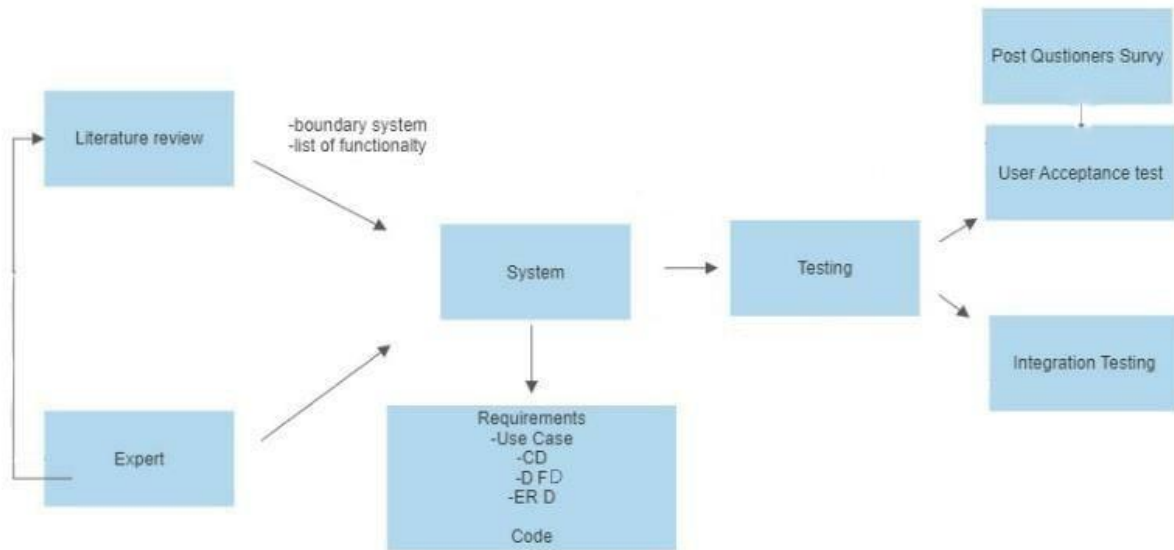 Post Qustioners Survy
Literature review
-boundary system
-list of functionalty
User Acceptance test
System
Testing
Integration Testing
Expert
Requirements
-Use Case
-CD
-D FD
-ER D
Code